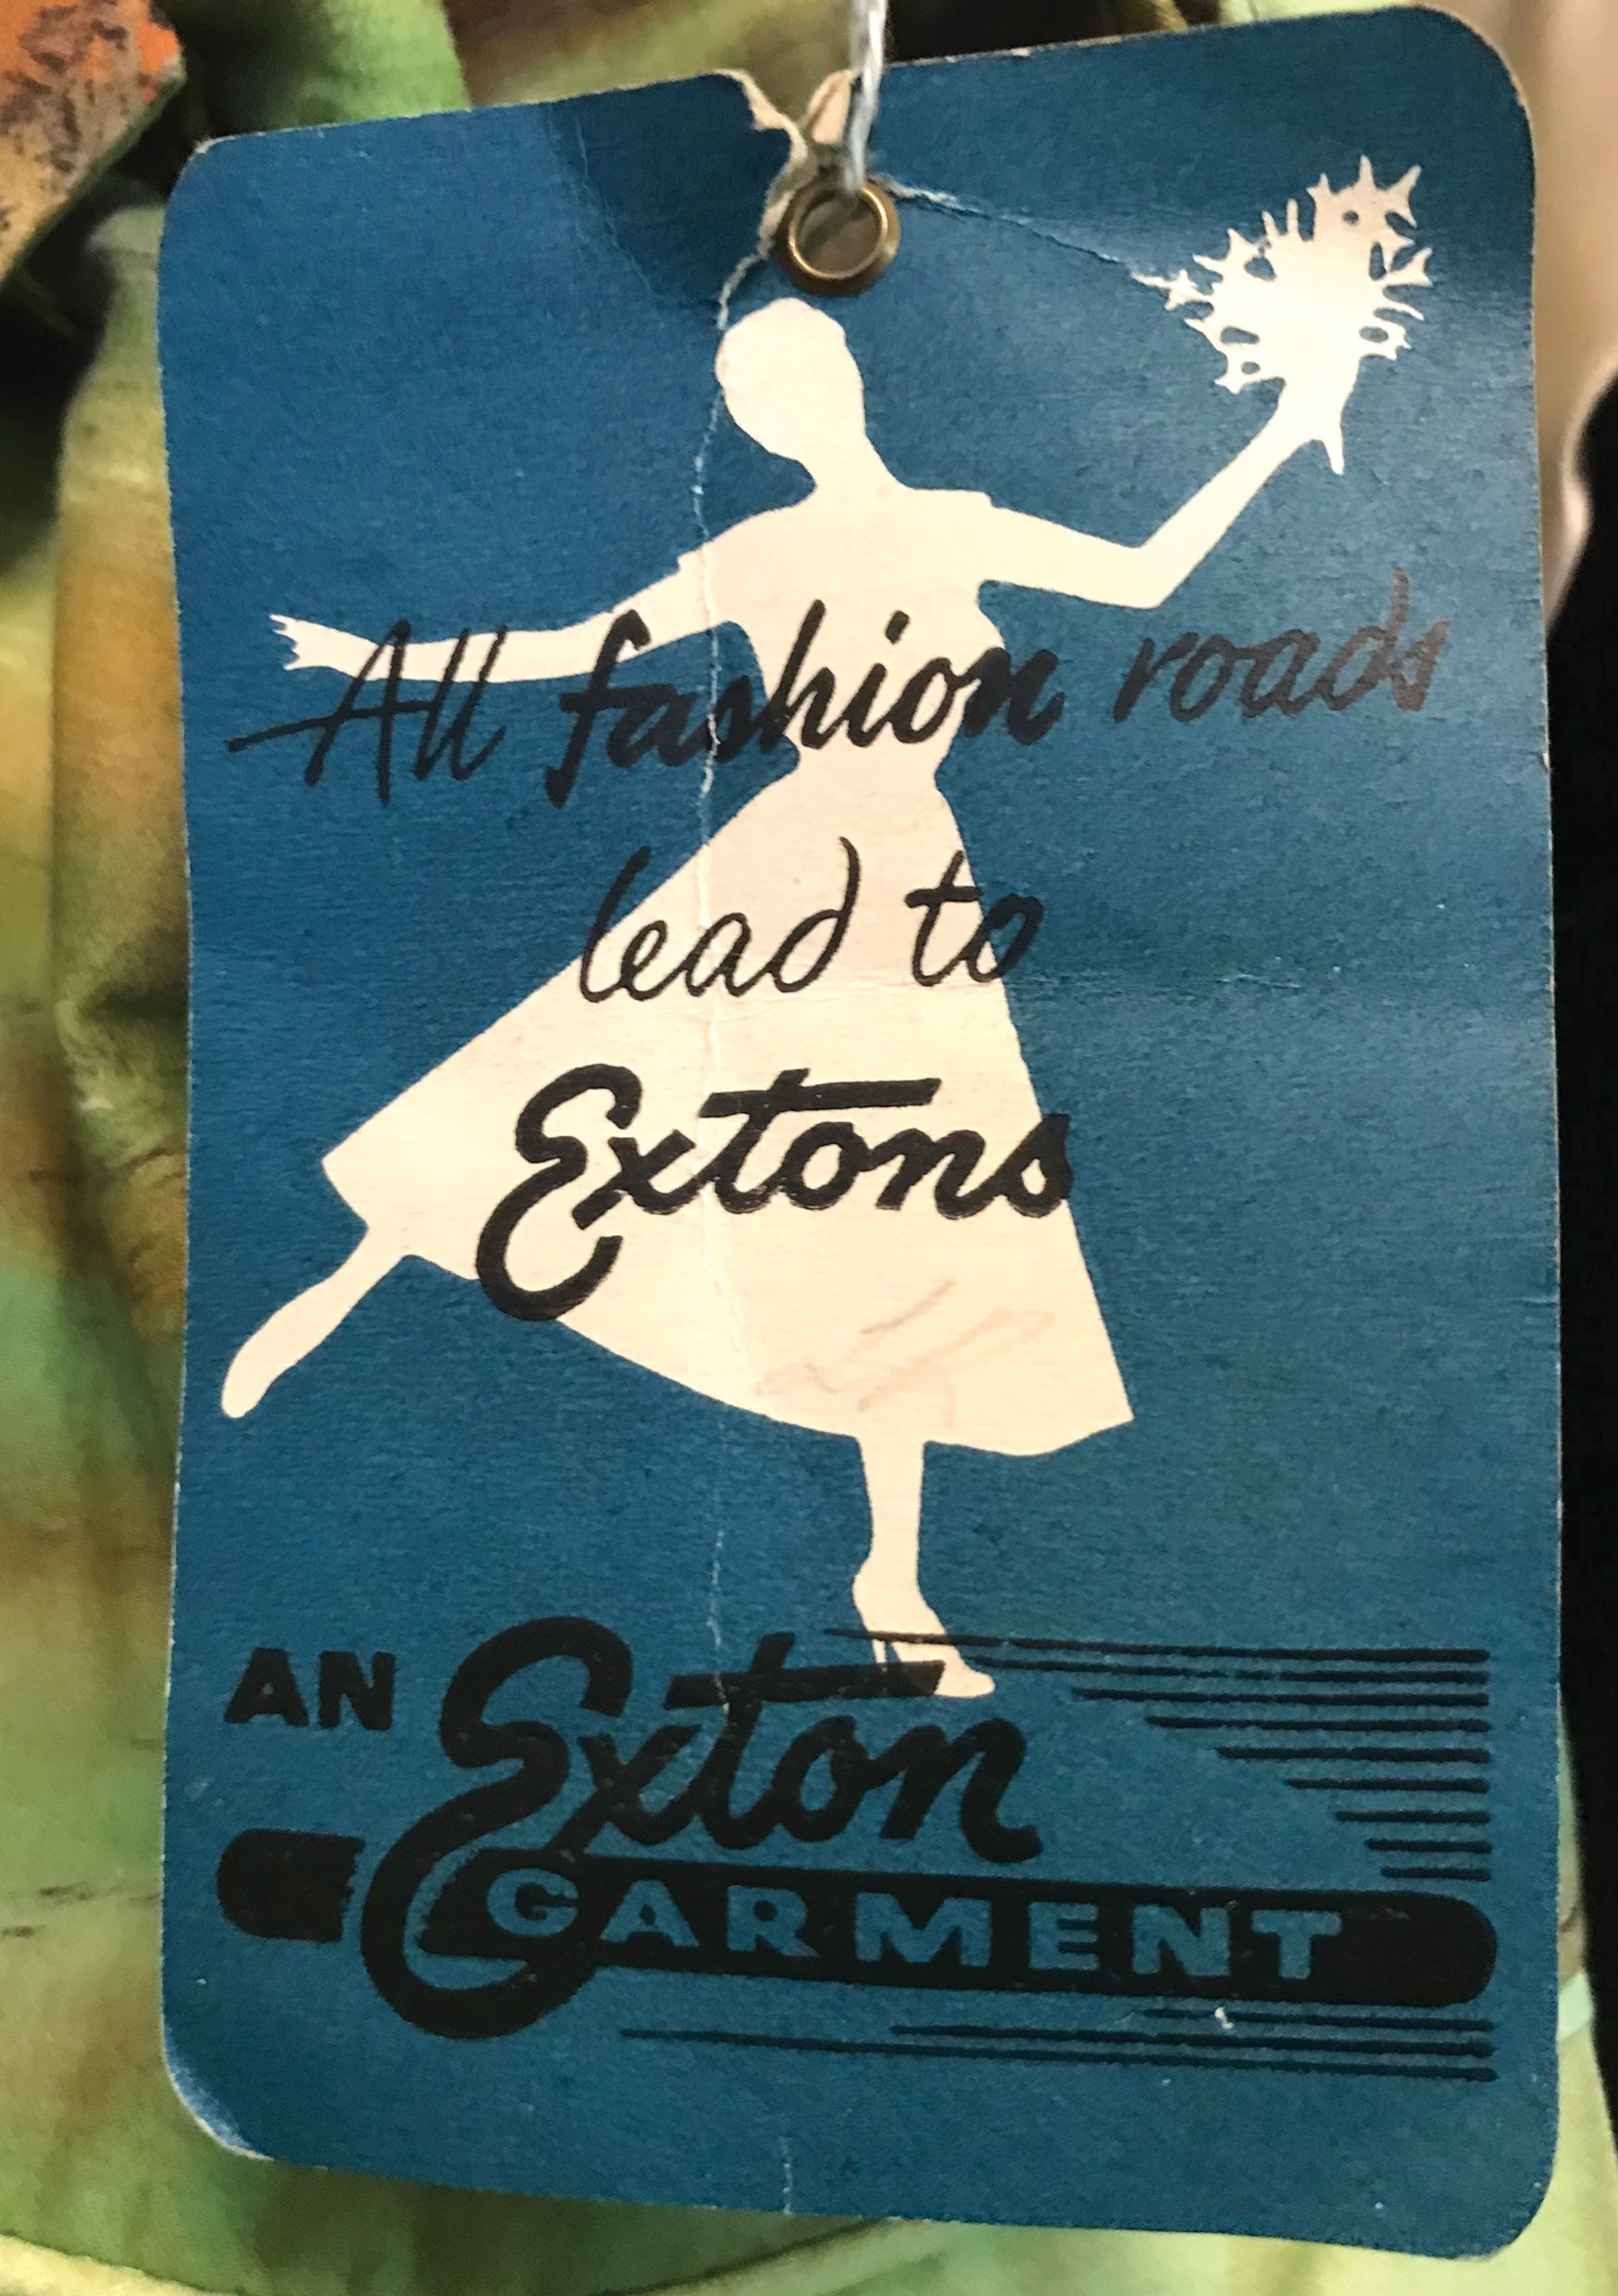 All fashion roads
lead to
Extons
AN Exton
GARMENT